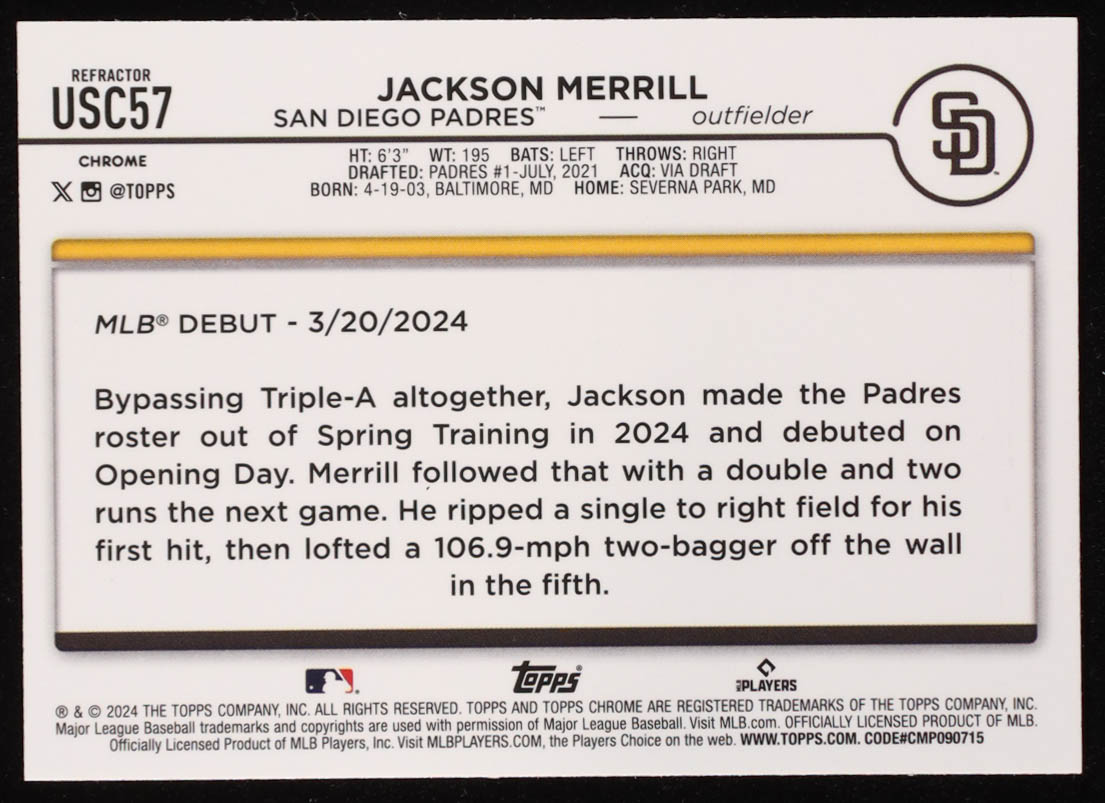 REFRACTOR
USC57
JACKSON MERRILL
SAN DIEGO PADRES™ — outfielder
SD
CHROME
@TOPPS
HT: 6'3" WT: 195 BATS: LEFT THROWS: RIGHT
DRAFTED: PADRES #1-JULY, 2021 ACQ: VIA DRAFT
BORN: 4-19-03, BALTIMORE, MD HOME: SEVERNA PARK, MD
MLB® DEBUT - 3/20/2024
Bypassing Triple-A altogether, Jackson made the Padres
roster out of Spring Training in 2024 and debuted on
Opening Day. Merrill followed that with a double and two
runs the next game. He ripped a single to right field for his
first hit, then lofted a 106.9-mph two-bagger off the wall
in the fifth.
topps®
MLB PLAYERS
® & © 2024 THE TOPPS COMPANY, INC. ALL RIGHTS RESERVED. TOPPS AND TOPPS CHROME ARE REGISTERED TRADEMARKS OF THE TOPPS COMPANY, INC.
Major League Baseball trademarks and copyrights are used with permission of Major League Baseball. Visit MLB.com. OFFICIALLY LICENSED PRODUCT OF MLB.
Officially Licensed Product of MLB Players, Inc. Visit MLBPLAYERS.COM, the Players Choice on the web. WWW.TOPPS.COM. CODE#CMP090715